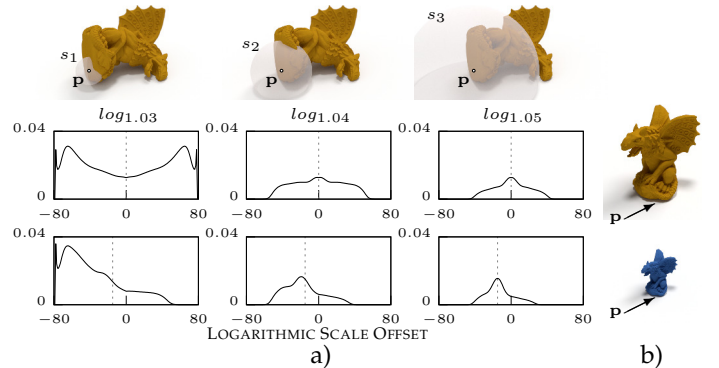 s1 s2 s3
p p p
log1.03 log1.04 log1.05
0.04 0.04 0.04
0 0 0
−80 0 80 −80 0 80 −80 0 80
p
0.04 0.04 0.04
0 0 0
−80 0 80 −80 0 80 −80 0 80
p
LOGARITHMIC SCALE OFFSET
a) b)